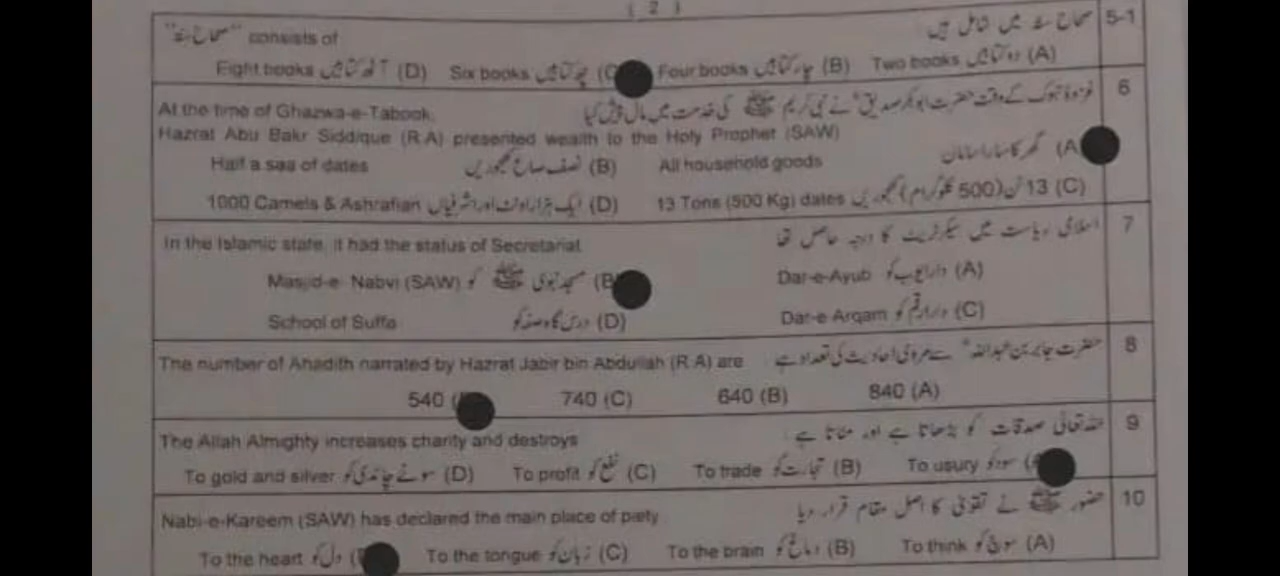 ( 2 )
5-1 صحاح ستہ میں شامل ہیں
"صحاح ستہ" consists of
Eight books آٹھ کتابیں (D) Six books چھ کتابیں (C Four books چار کتابیں (B) Two books دو کتابیں (A)
6 غزوہ تبوک کے وقت حضرت ابوبکر صدیقؓ نے نبی کریم ﷺ کی خدمت میں مال پیش کیا
At the time of Ghazwa-e-Tabook,
Hazrat Abu Bakr Siddique (R.A) presented wealth to the Holy Prophet (SAW)
Half a saa of dates نصف صاع کھجوریں (B) All household goods گھر کا سارا سامان (A
1000 Camels & Ashrafian ایک ہزار اونٹ اور اشرفیاں (D) 13 Tons (500 Kg) dates 13 ٹن (500 کلوگرام) کھجوریں (C)
7 اسلامی ریاست میں سیکرٹریٹ کا درجہ حاصل تھا
In the Islamic state, it had the status of Secretariat
Masjid-e- Nabvi (SAW) مسجد نبوی ﷺ کو (B Dar-e-Ayub کو (A)
School of Suffa درس گاہ صفہ کو (D) Dar-e Arqam دار ارقم کو (C)
8 حضرت جابر بن عبداللہؓ سے مروی احادیث کی تعداد ہے
The number of Ahadith narrated by Hazrat Jabir bin Abdullah (R.A) are
540 ( 740 (C) 640 (B) 840 (A)
9 اللہ تعالیٰ صدقات کو بڑھاتا ہے اور مٹاتا ہے
The Allah Almighty increases charity and destroys
To gold and silver سونے چاندی کو (D) To profit نفع کو (C) To trade تجارت کو (B) To usury سود کو (
10 حضور ﷺ نے تقویٰ کا اصل مقام قرار دیا
Nabi-e-Kareem (SAW) has declared the main place of piety
To the heart دل کو ( To the tongue زبان کو (C) To the brain دماغ کو (B) To think سوچ کو (A)